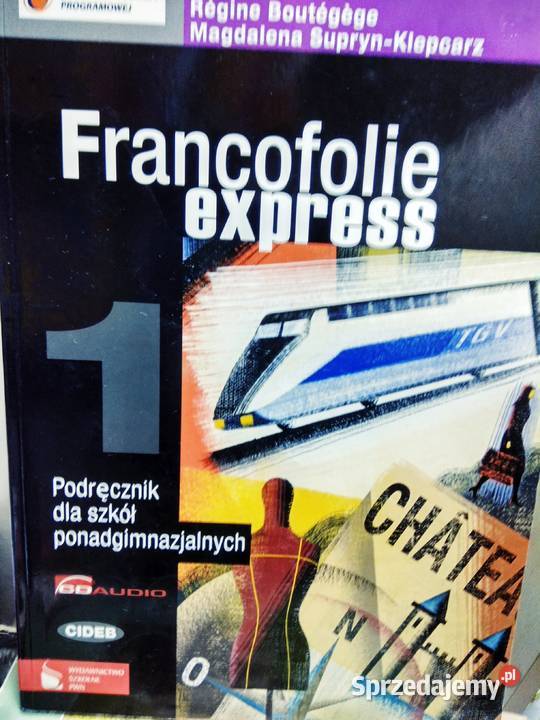 PROGRAMOWEJ
Régine Boutégège
Magdalena Supryn-Klepcarz
Francofolie
express
1
TGV
Podręcznik
dla szkół
ponadgimnazjalnych
CD AUDIO
CIDEB
WYDAWNICTWO
SZKOLNE
PWN
CHÂTEA
N
O
Sprzedajemy.pl